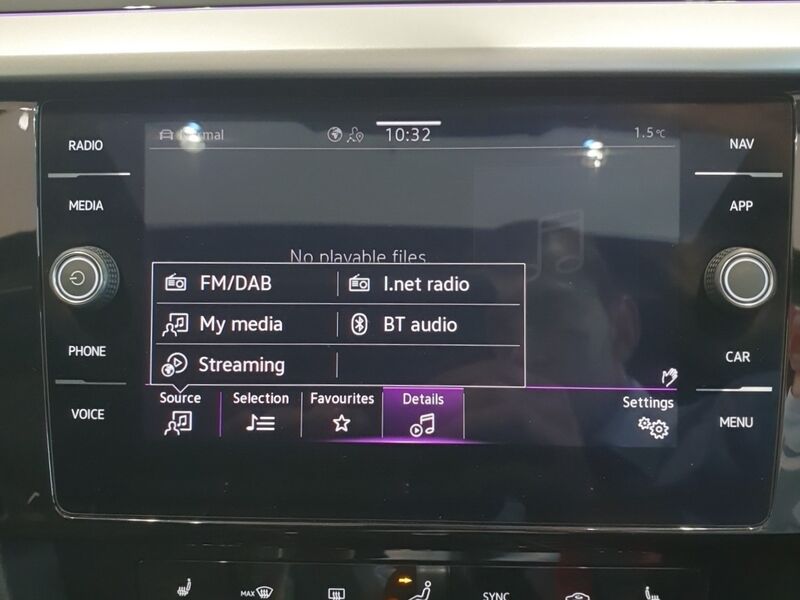 RADIO
MEDIA
PHONE
VOICE
Normal 10:32 1.5°C
No playable files
FM/DAB I.net radio
My media BT audio
Streaming
Source Selection Favourites Details Settings
NAV
APP
CAR
MENU
MAX SYNC